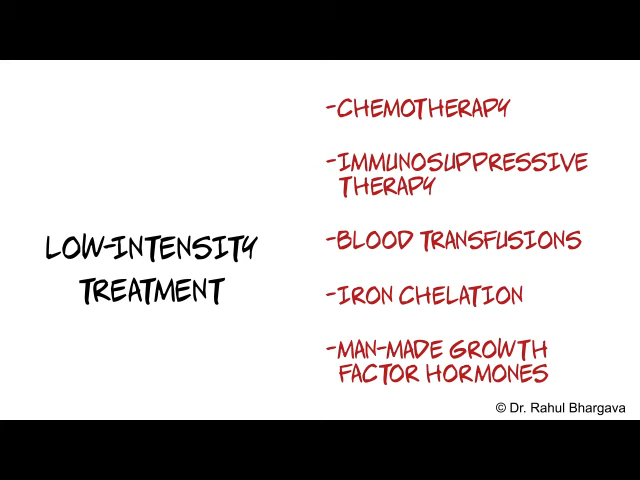 LOW-INTENSITY
TREATMENT
-CHEMOTHERAPY
-IMMUNOSUPPRESSIVE
THERAPY
-BLOOD TRANSFUSIONS
-IRON CHELATION
-MAN-MADE GROWTH
FACTOR HORMONES
© Dr. Rahul Bhargava